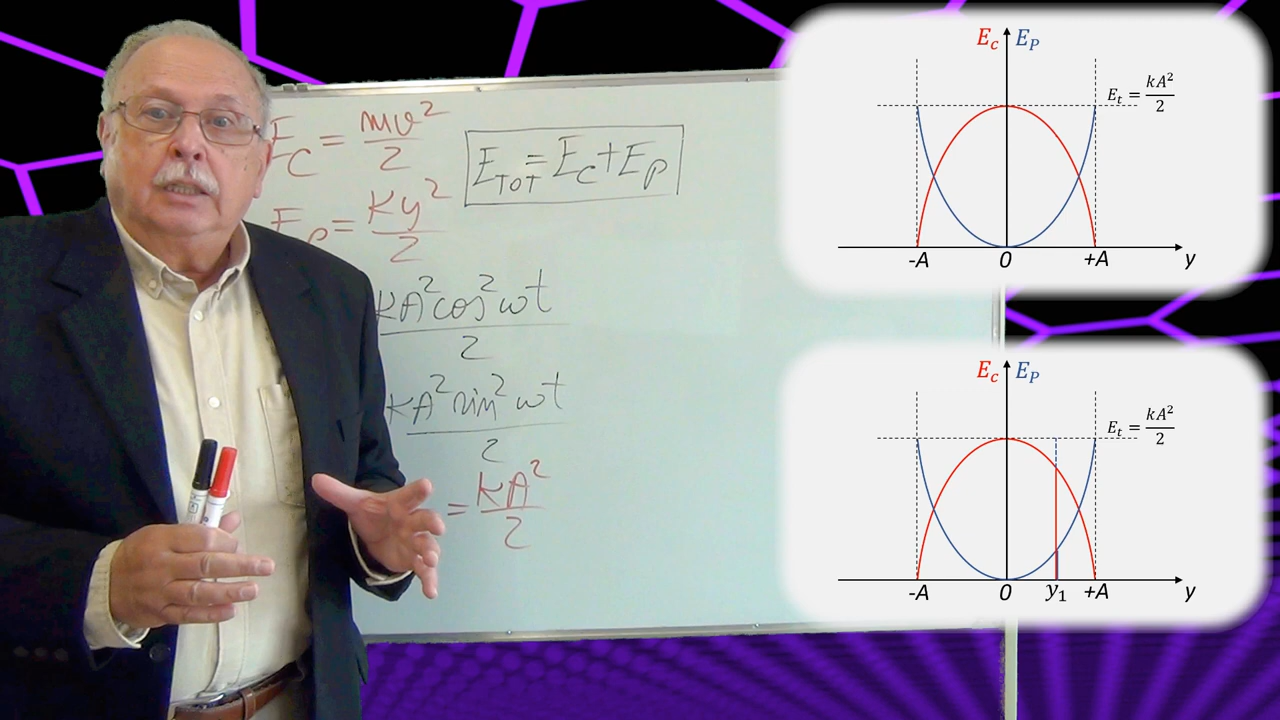 E_C = mv²/2
E_P = Ky²/2
E_TOT = E_C + E_P
KA² cos² ωt / 2
KA² sin² ωt / 2
= KA²/2
E_c E_P
E_t = kA²/2
-A 0 +A y
E_c E_P
E_t = kA²/2
-A 0 y₁ +A y